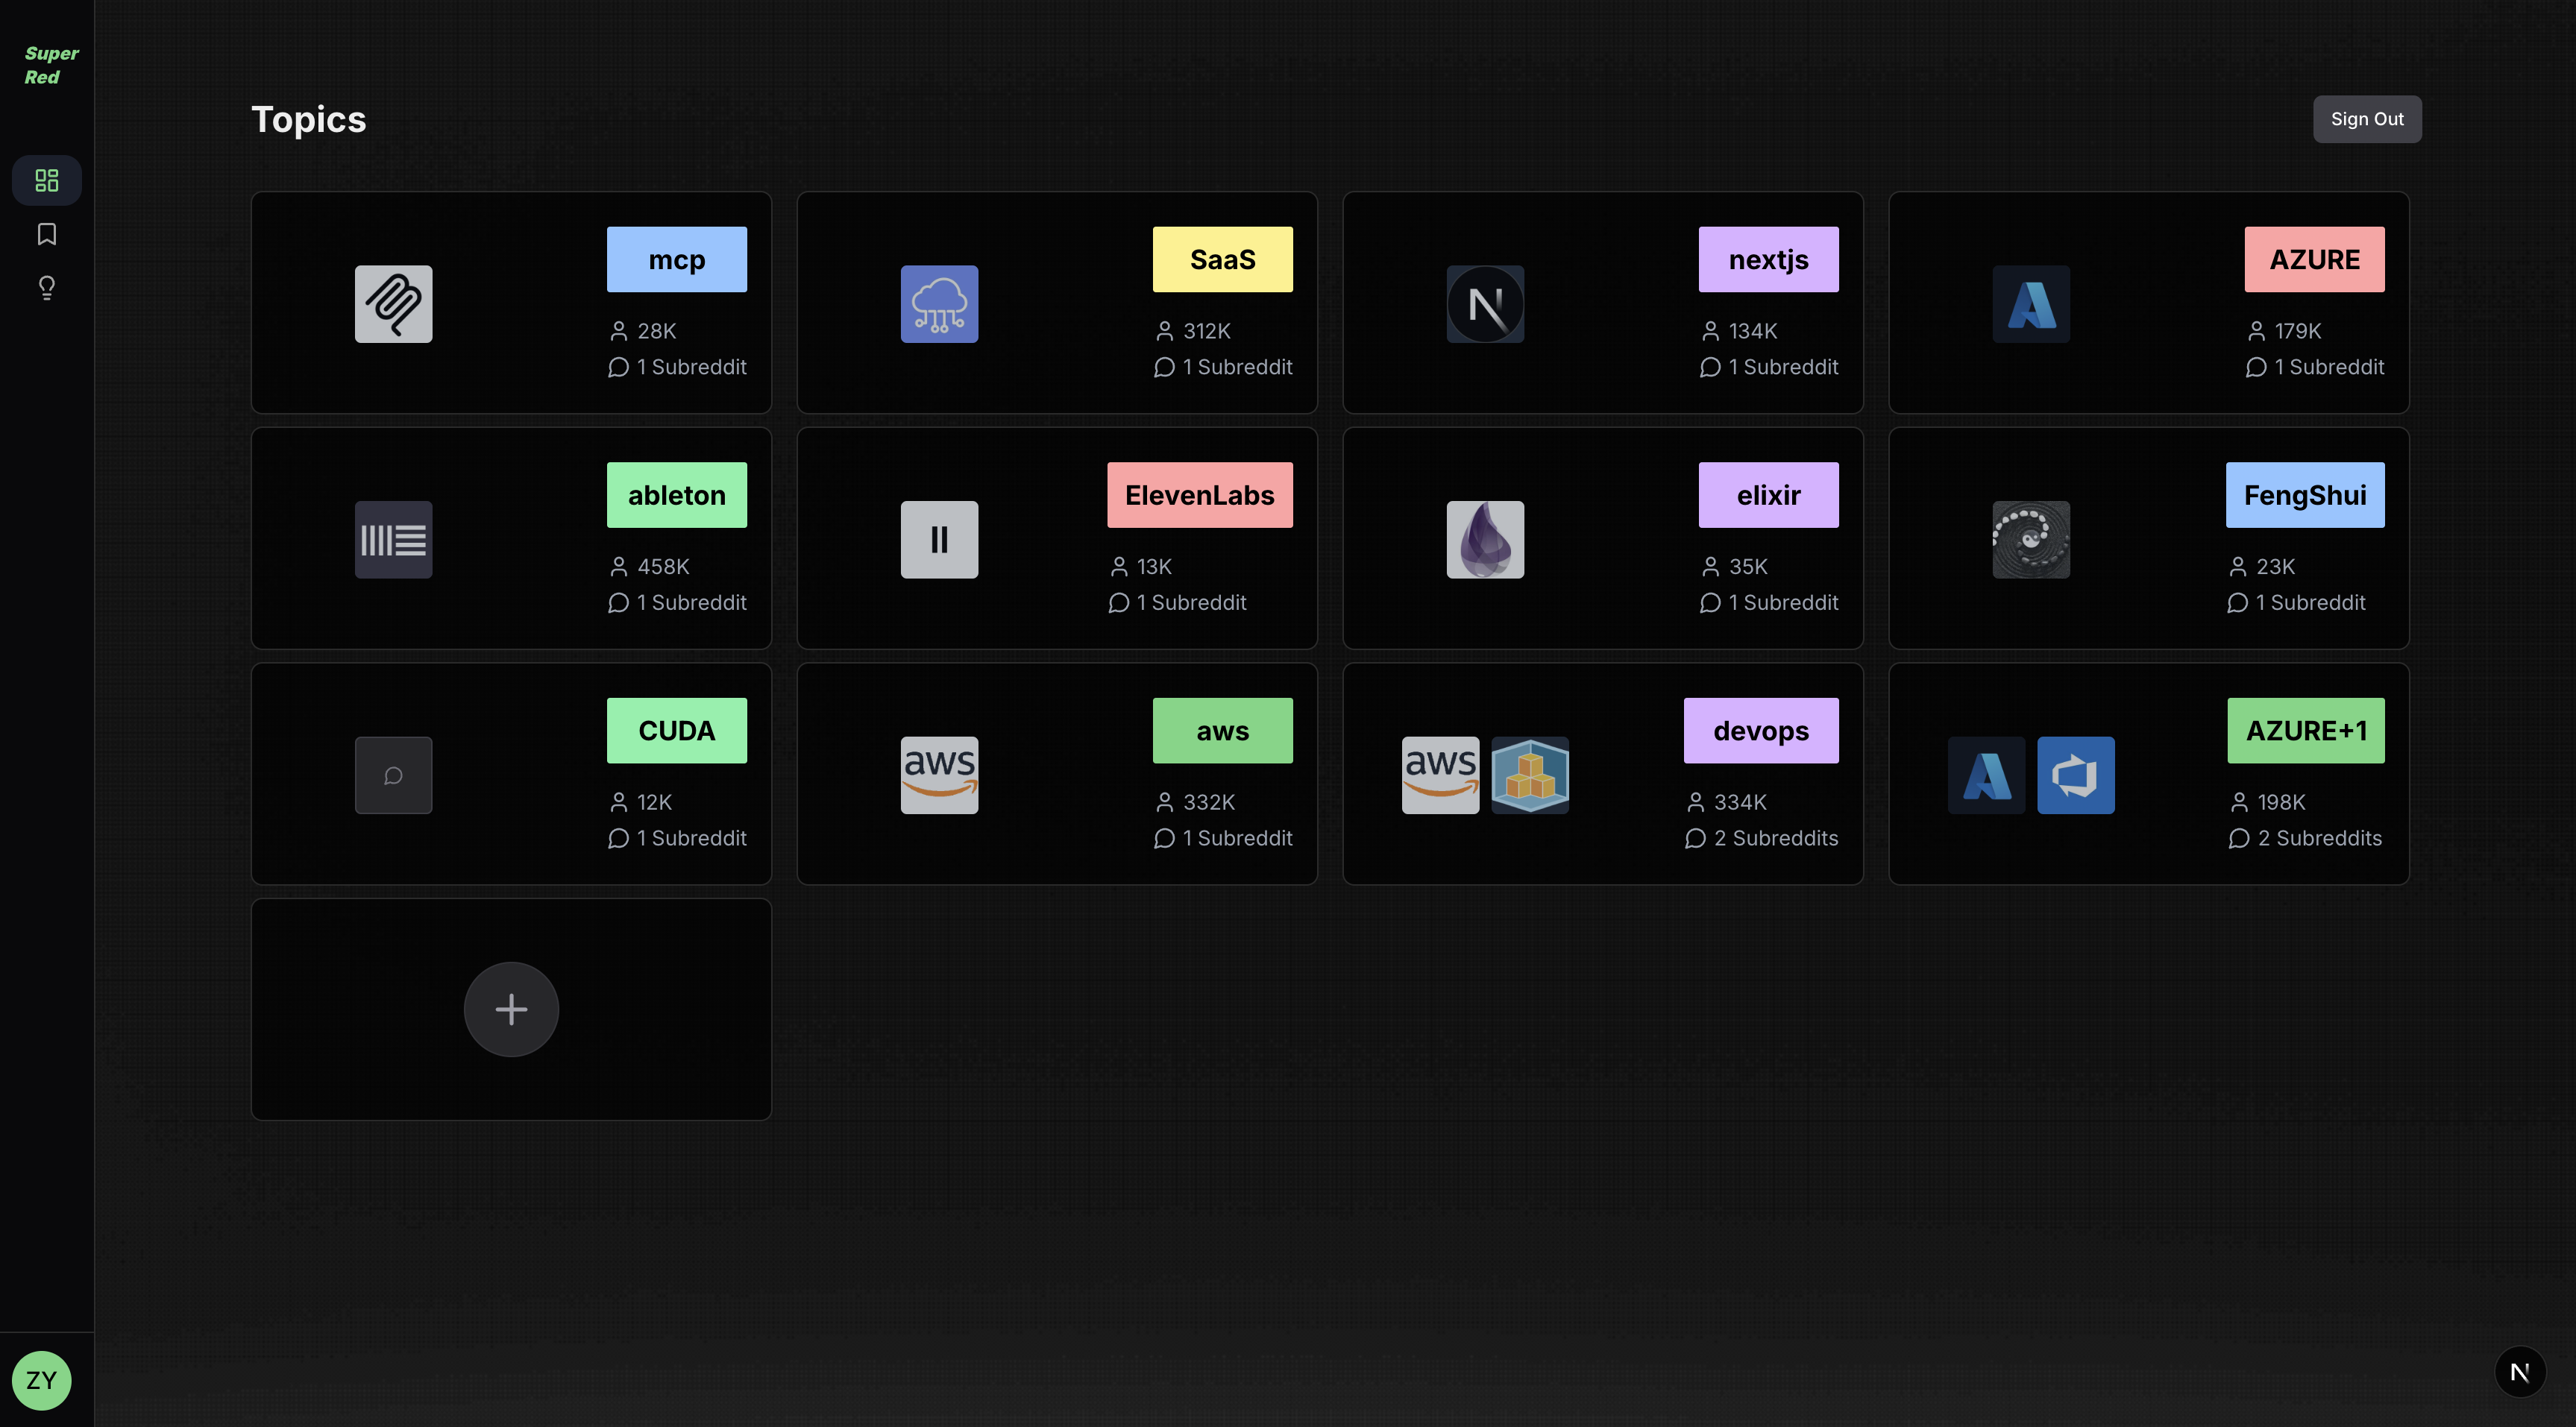 Super
Red
Topics
Sign Out
mcp
28K
1 Subreddit
SaaS
312K
1 Subreddit
nextjs
134K
1 Subreddit
AZURE
179K
1 Subreddit
ableton
458K
1 Subreddit
ElevenLabs
13K
1 Subreddit
elixir
35K
1 Subreddit
FengShui
23K
1 Subreddit
CUDA
12K
1 Subreddit
aws
aws
332K
1 Subreddit
aws
devops
334K
2 Subreddits
AZURE+1
198K
2 Subreddits
ZY